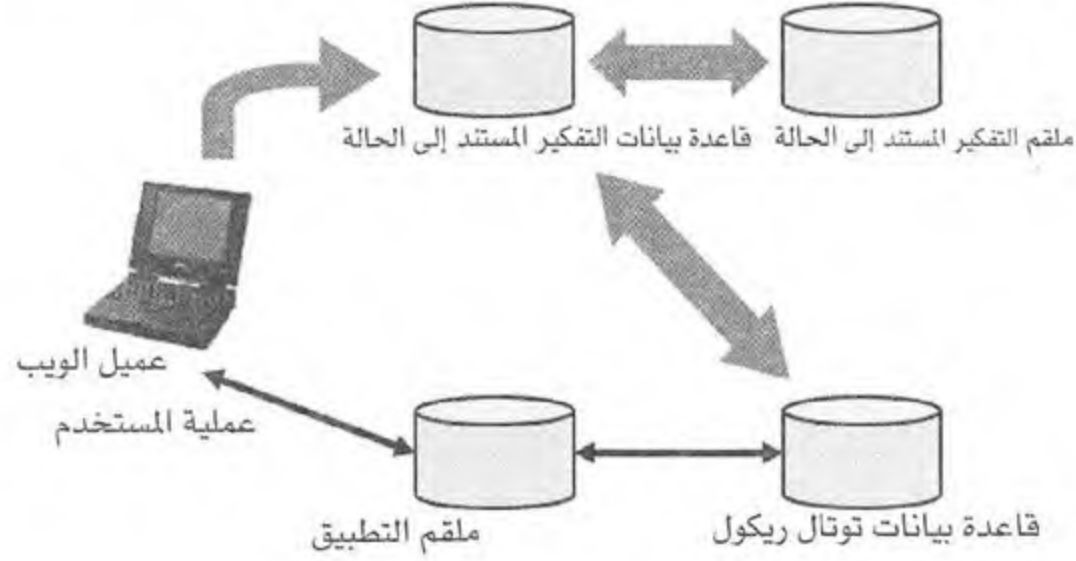 ملقم التفكير المستند إلى الحالة
قاعدة بيانات التفكير المستند إلى الحالة
عميل الويب
عملية المستخدم
قاعدة بيانات توتال ريكول
ملقم التطبيق